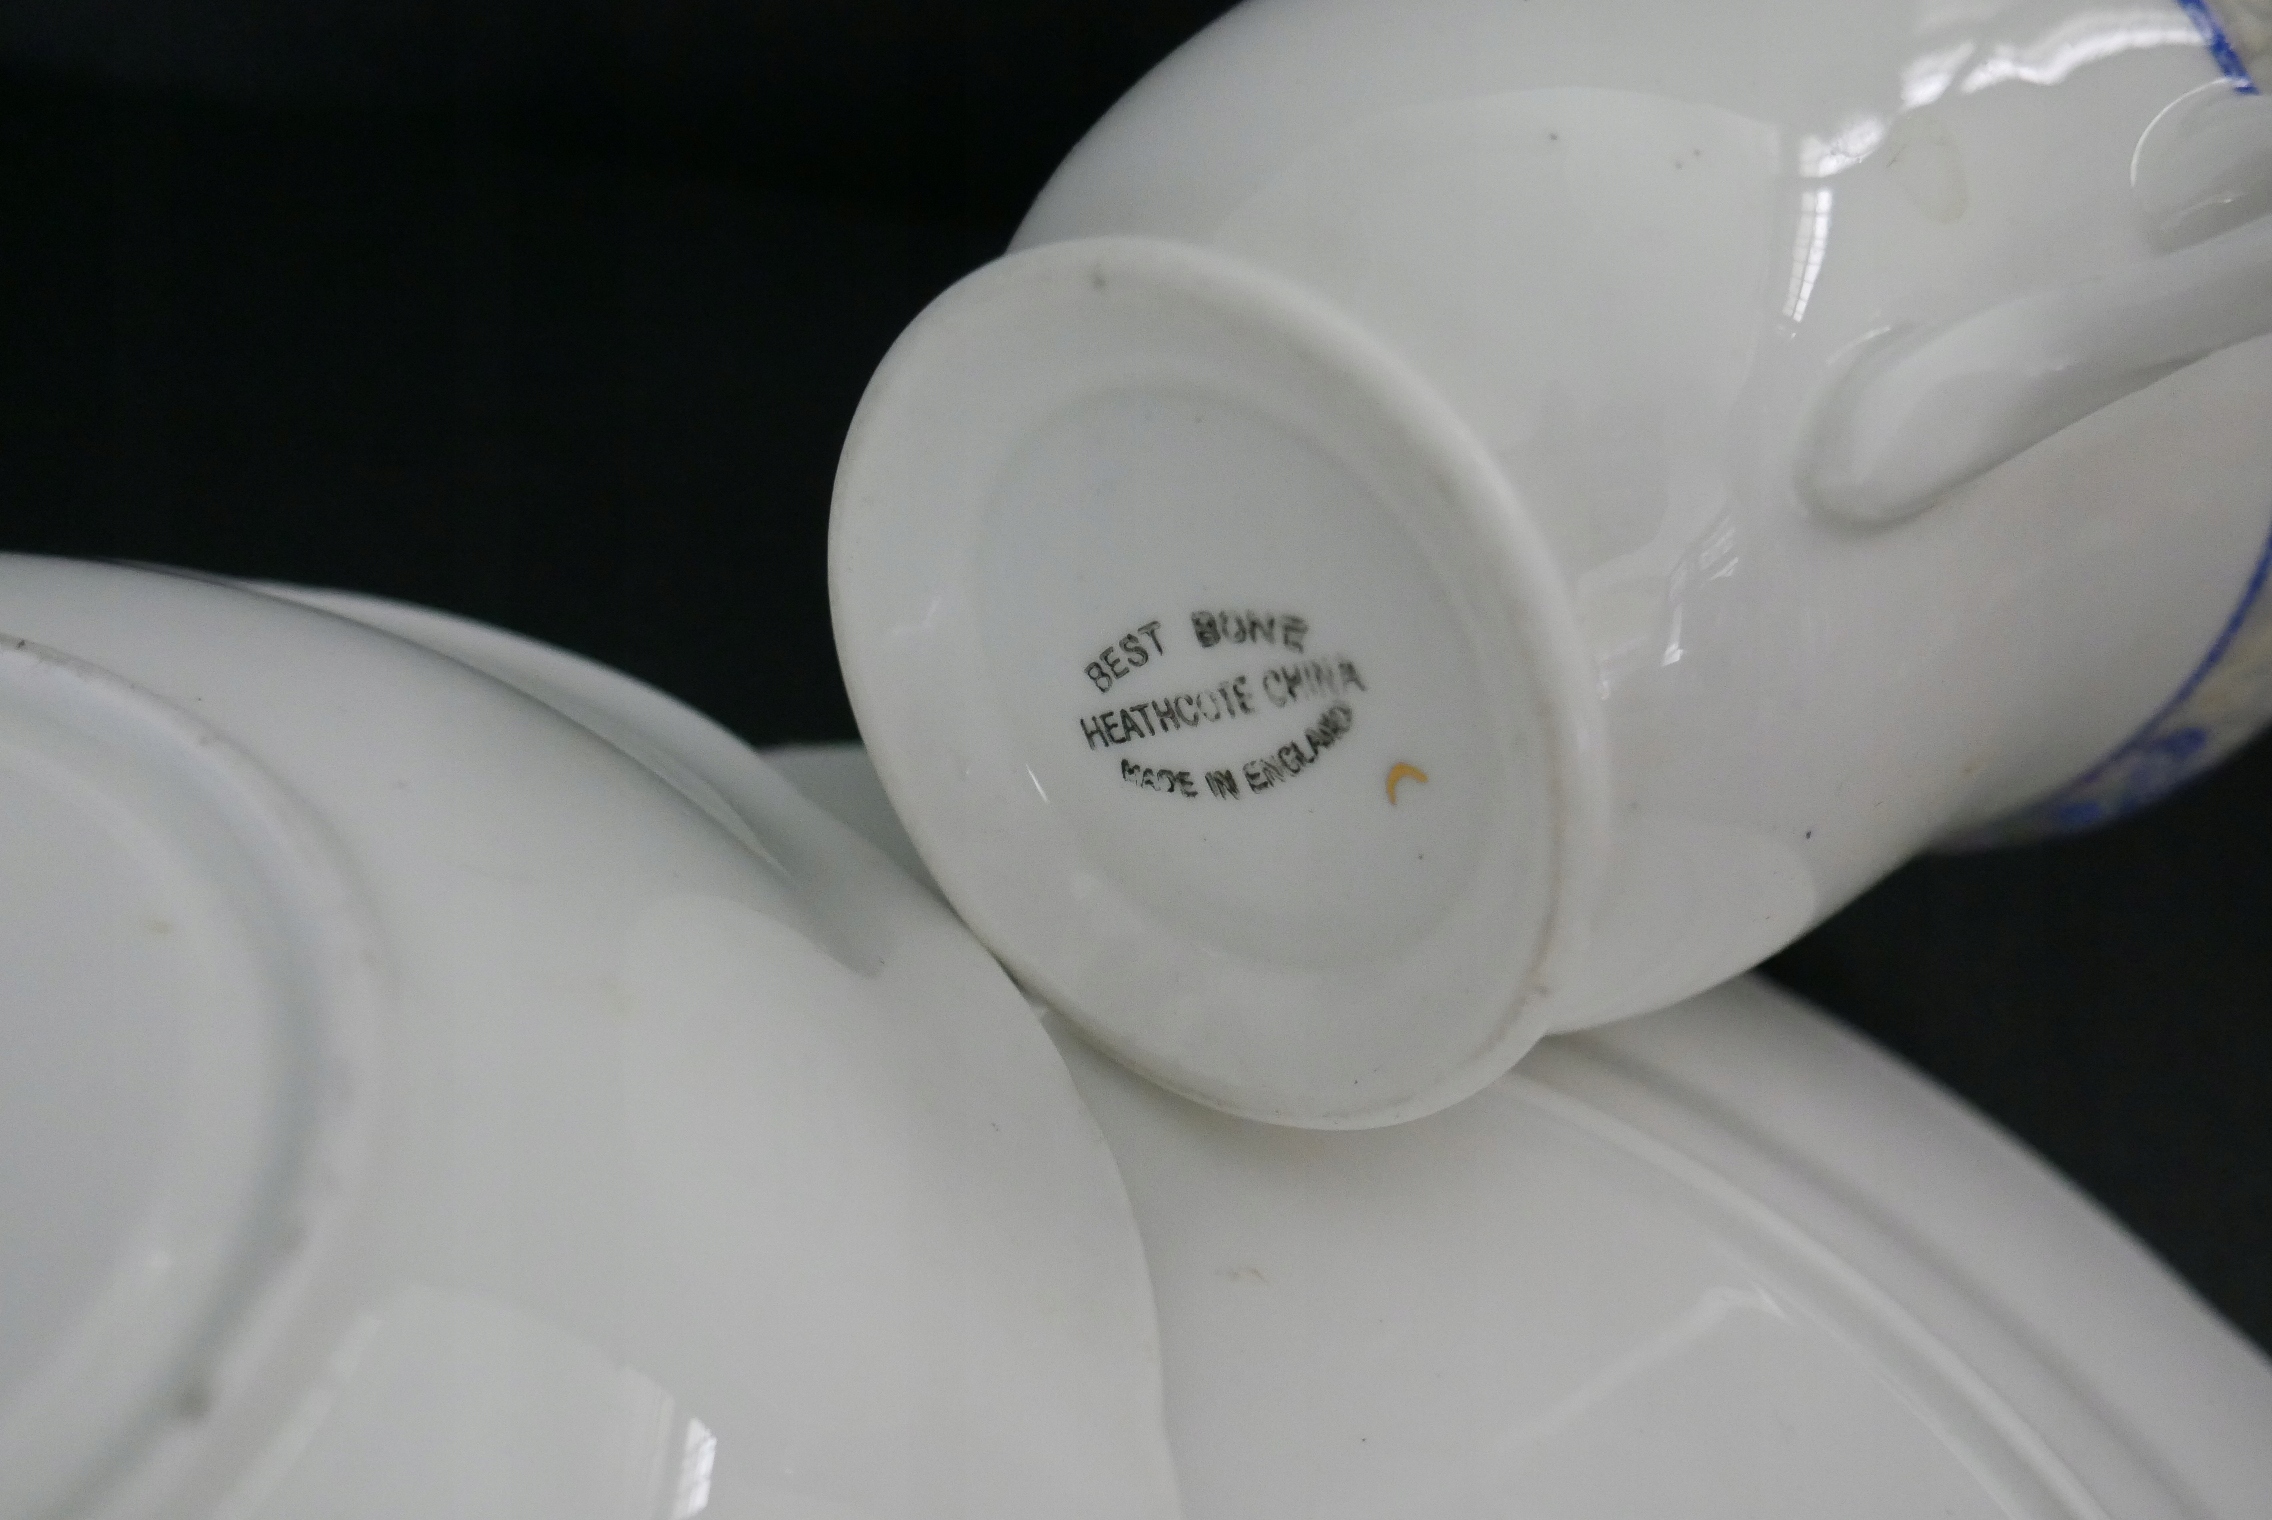 BEST BONE
HEATHCOTE CHINA
MADE IN ENGLAND